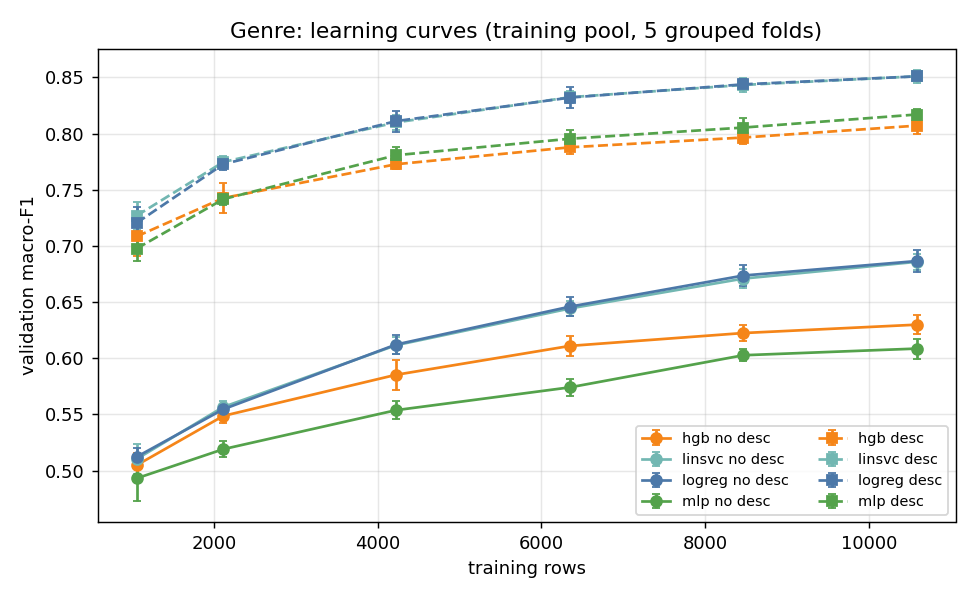 Genre: learning curves (training pool, 5 grouped folds)
validation macro-F1
0.85
0.80
0.75
0.70
0.65
0.60
0.55
0.50
hgb no desc
linsvc no desc
logreg no desc
mlp no desc
hgb desc
linsvc desc
logreg desc
mlp desc
2000 4000 6000 8000 10000
training rows